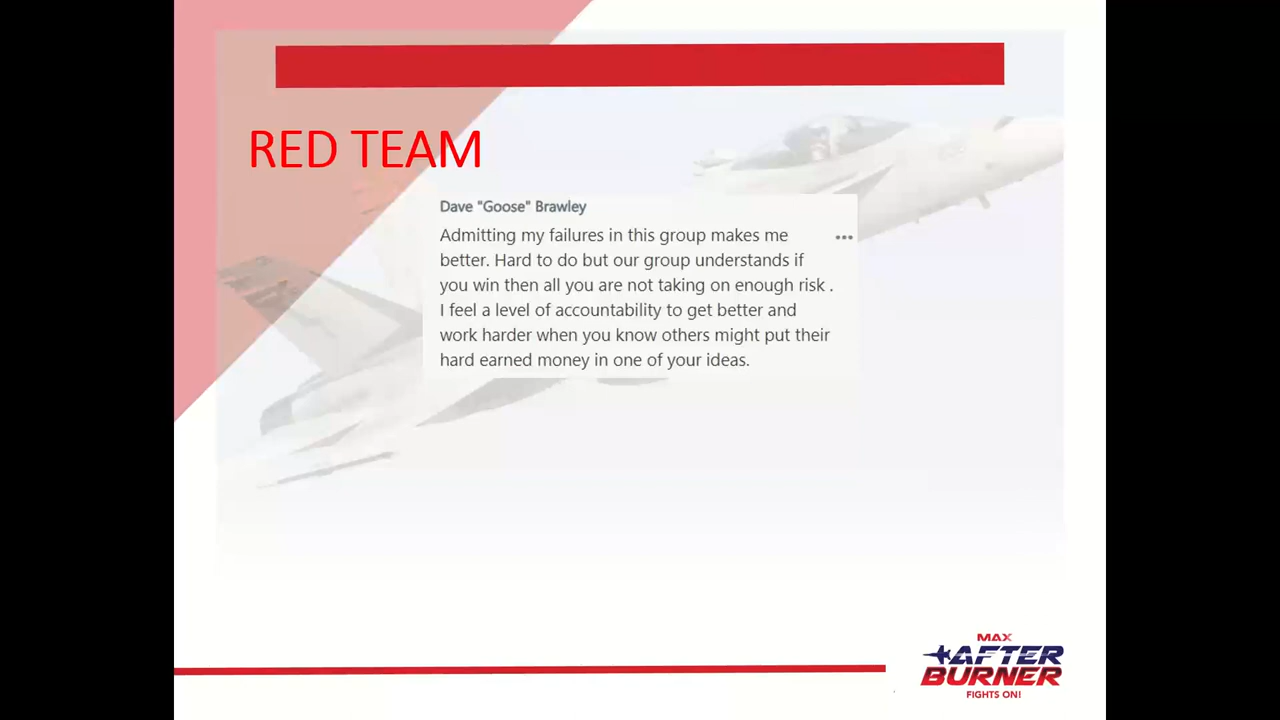 RED TEAM
Dave "Goose" Brawley
Admitting my failures in this group makes me
better. Hard to do but our group understands if
you win then all you are not taking on enough risk .
I feel a level of accountability to get better and
work harder when you know others might put their
hard earned money in one of your ideas.
MAX
AFTER
BURNER
FIGHTS ON!